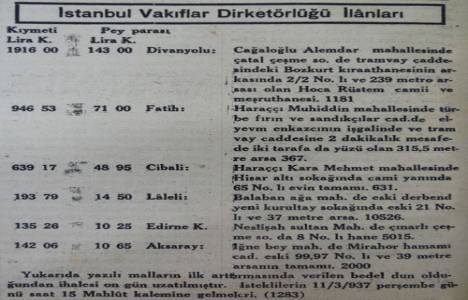 İstanbul Vakıflar Dirketörlüğü İlânları
Kıymeti Pey parası
Lira K. Lira K.
1916 00 143 00 Divanyolu: Cağaloğlu Alemdar mahallesinde
çatal çeşme so. de tramvay cadde-
sindeki Bozkurt kıraathanesinin ar-
kasında 2/2 No. lı ve 239 metro ar-
sası olan Hoca Rüstem camii ve
meşruthanesi. 1181
946 53 71 00 Fatih: Haraççı Muhiddin mahallesinde tür-
be fırın ve sandıkçılar cad.de el-
yevm enkazcının işgalinde ve tram
vay caddesine 2 dakikalık mesafe-
de iki tarafa da yüzü olan 315,5 met-
re arsa 367.
639 17 48 95 Cibali: Haraççı Kara Mehmet mahallesinde
Hisar altı sokağında cami yanında
65 No. lı evin tamamı. 631.
193 79 14 50 Lâleli: Balaban ağa mah. de eski derbend
yeni kurultay sokağında eski 21 No.
lı ve 37 metre arsa. 10526.
135 26 10 25 Edirne K. Neslişah sultan Mah. de çınarlı çeş-
me so. da 8 No. lı hane 5015.
142 06 10 65 Aksaray: İğne bey mah. de Mirahor hamamı
cad. eski 99,97 No. lı ve 39 metre
arsanın tamamı. 2000
Yukarıda yazılı malların ilk arttırmasında verilen bedel dun oldu-
ğundan ihalesi on gün uzatılmıştır. İsteklilerin 11/3/937 perşembe gü-
nü saat 15 Mahlût kalemine gelmeleri. (1283)